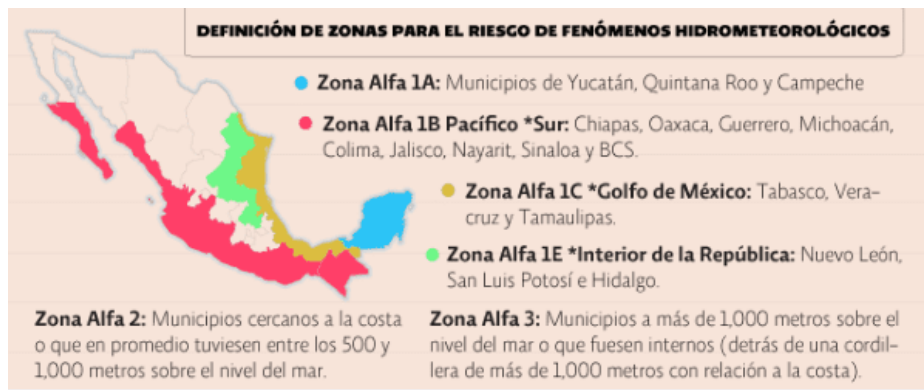 DEFINICIÓN DE ZONAS PARA EL RIESGO DE FENÓMENOS HIDROMETEOROLÓGICOS
Zona Alfa 1A: Municipios de Yucatán, Quintana Roo y Campeche
Zona Alfa 1B Pacífico *Sur: Chiapas, Oaxaca, Guerrero, Michoacán,
Colima, Jalisco, Nayarit, Sinaloa y BCS.
Zona Alfa 1C *Golfo de México: Tabasco, Vera-
cruz y Tamaulipas.
Zona Alfa 1E *Interior de la República: Nuevo León,
San Luis Potosí e Hidalgo.
Zona Alfa 2: Municipios cercanos a la costa
o que en promedio tuviesen entre los 500 y
1,000 metros sobre el nivel del mar.
Zona Alfa 3: Municipios a más de 1,000 metros sobre el
nivel del mar o que fuesen internos (detrás de una cordil-
lera de más de 1,000 metros con relación a la costa).